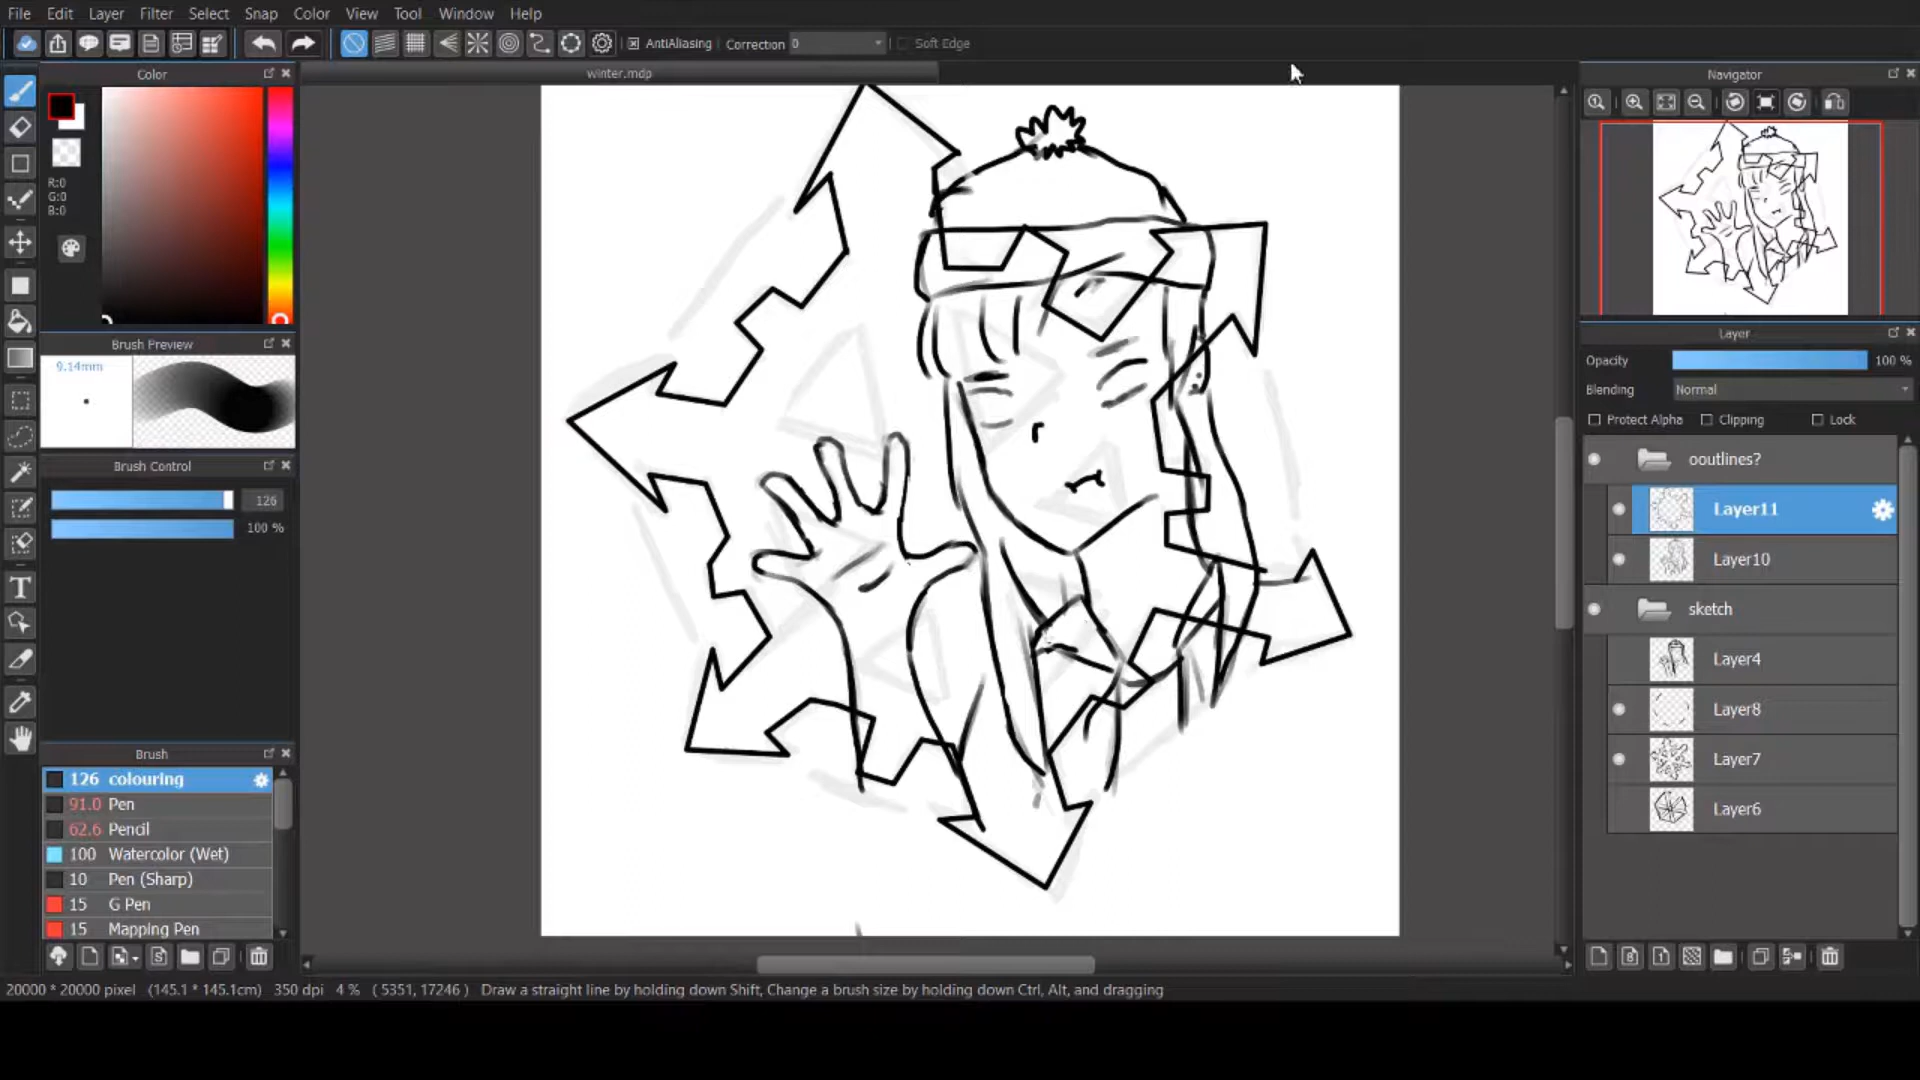 File Edit Layer Filter Select Snap Color View Tool Window Help
AntiAliasing Correction 0 Soft Edge
Color
winter.mdp
Navigator
R:0
G:0
B:0
Brush Preview
9.14mm
Brush Control
126
100 %
Brush
126 colouring
91.0 Pen
62.6 Pencil
100 Watercolor (Wet)
10 Pen (Sharp)
15 G Pen
15 Mapping Pen
Layer
Opacity 100 %
Blending Normal
Protect Alpha Clipping Lock
ooutlines?
Layer11
Layer10
sketch
Layer4
Layer8
Layer7
Layer6
20000 * 20000 pixel (145.1 * 145.1cm) 350 dpi 4 % ( 5351, 17246 ) Draw a straight line by holding down Shift, Change a brush size by holding down Ctrl, Alt, and dragging